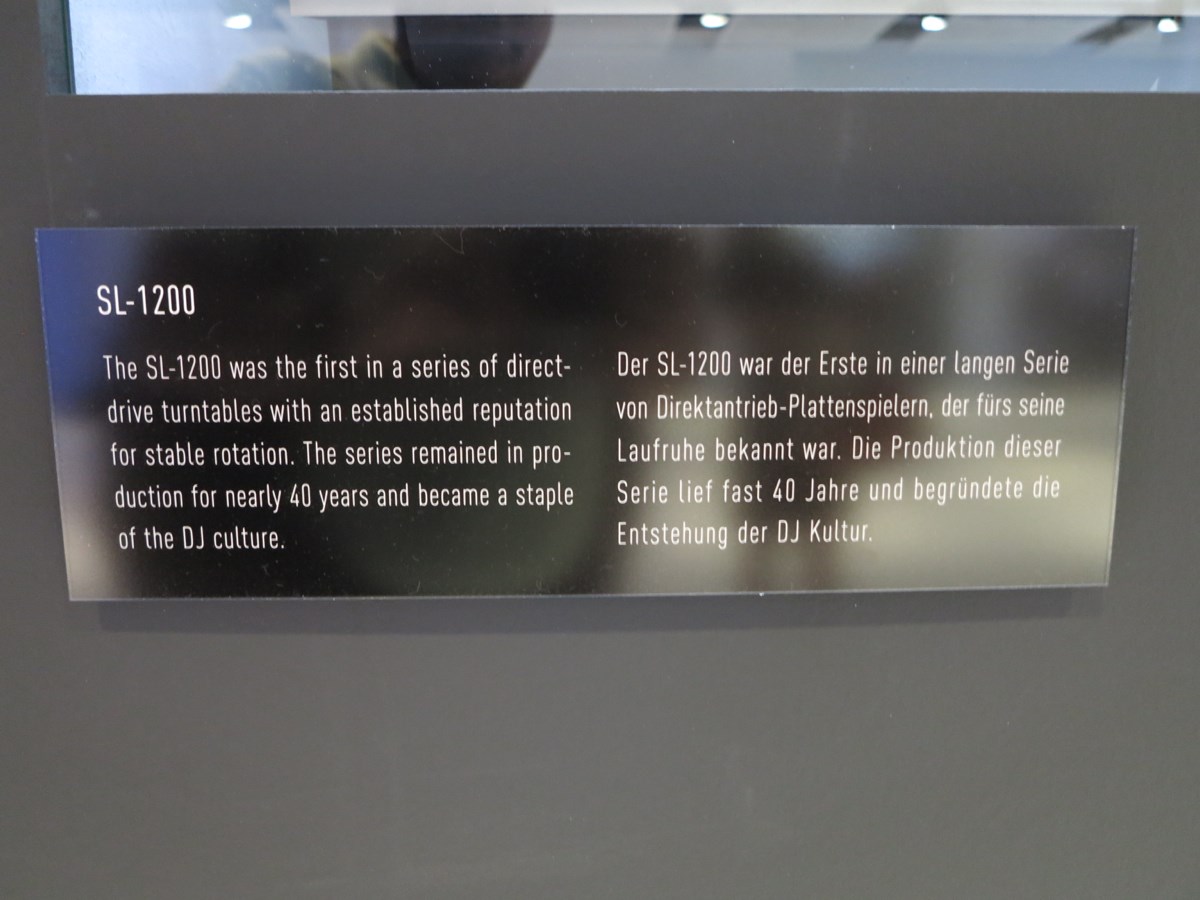 SL-1200
The SL-1200 was the first in a series of direct-
drive turntables with an established reputation
for stable rotation. The series remained in pro-
duction for nearly 40 years and became a staple
of the DJ culture.
Der SL-1200 war der Erste in einer langen Serie
von Direktantrieb-Plattenspielern, der fürs seine
Laufruhe bekannt war. Die Produktion dieser
Serie lief fast 40 Jahre und begründete die
Entstehung der DJ Kultur.